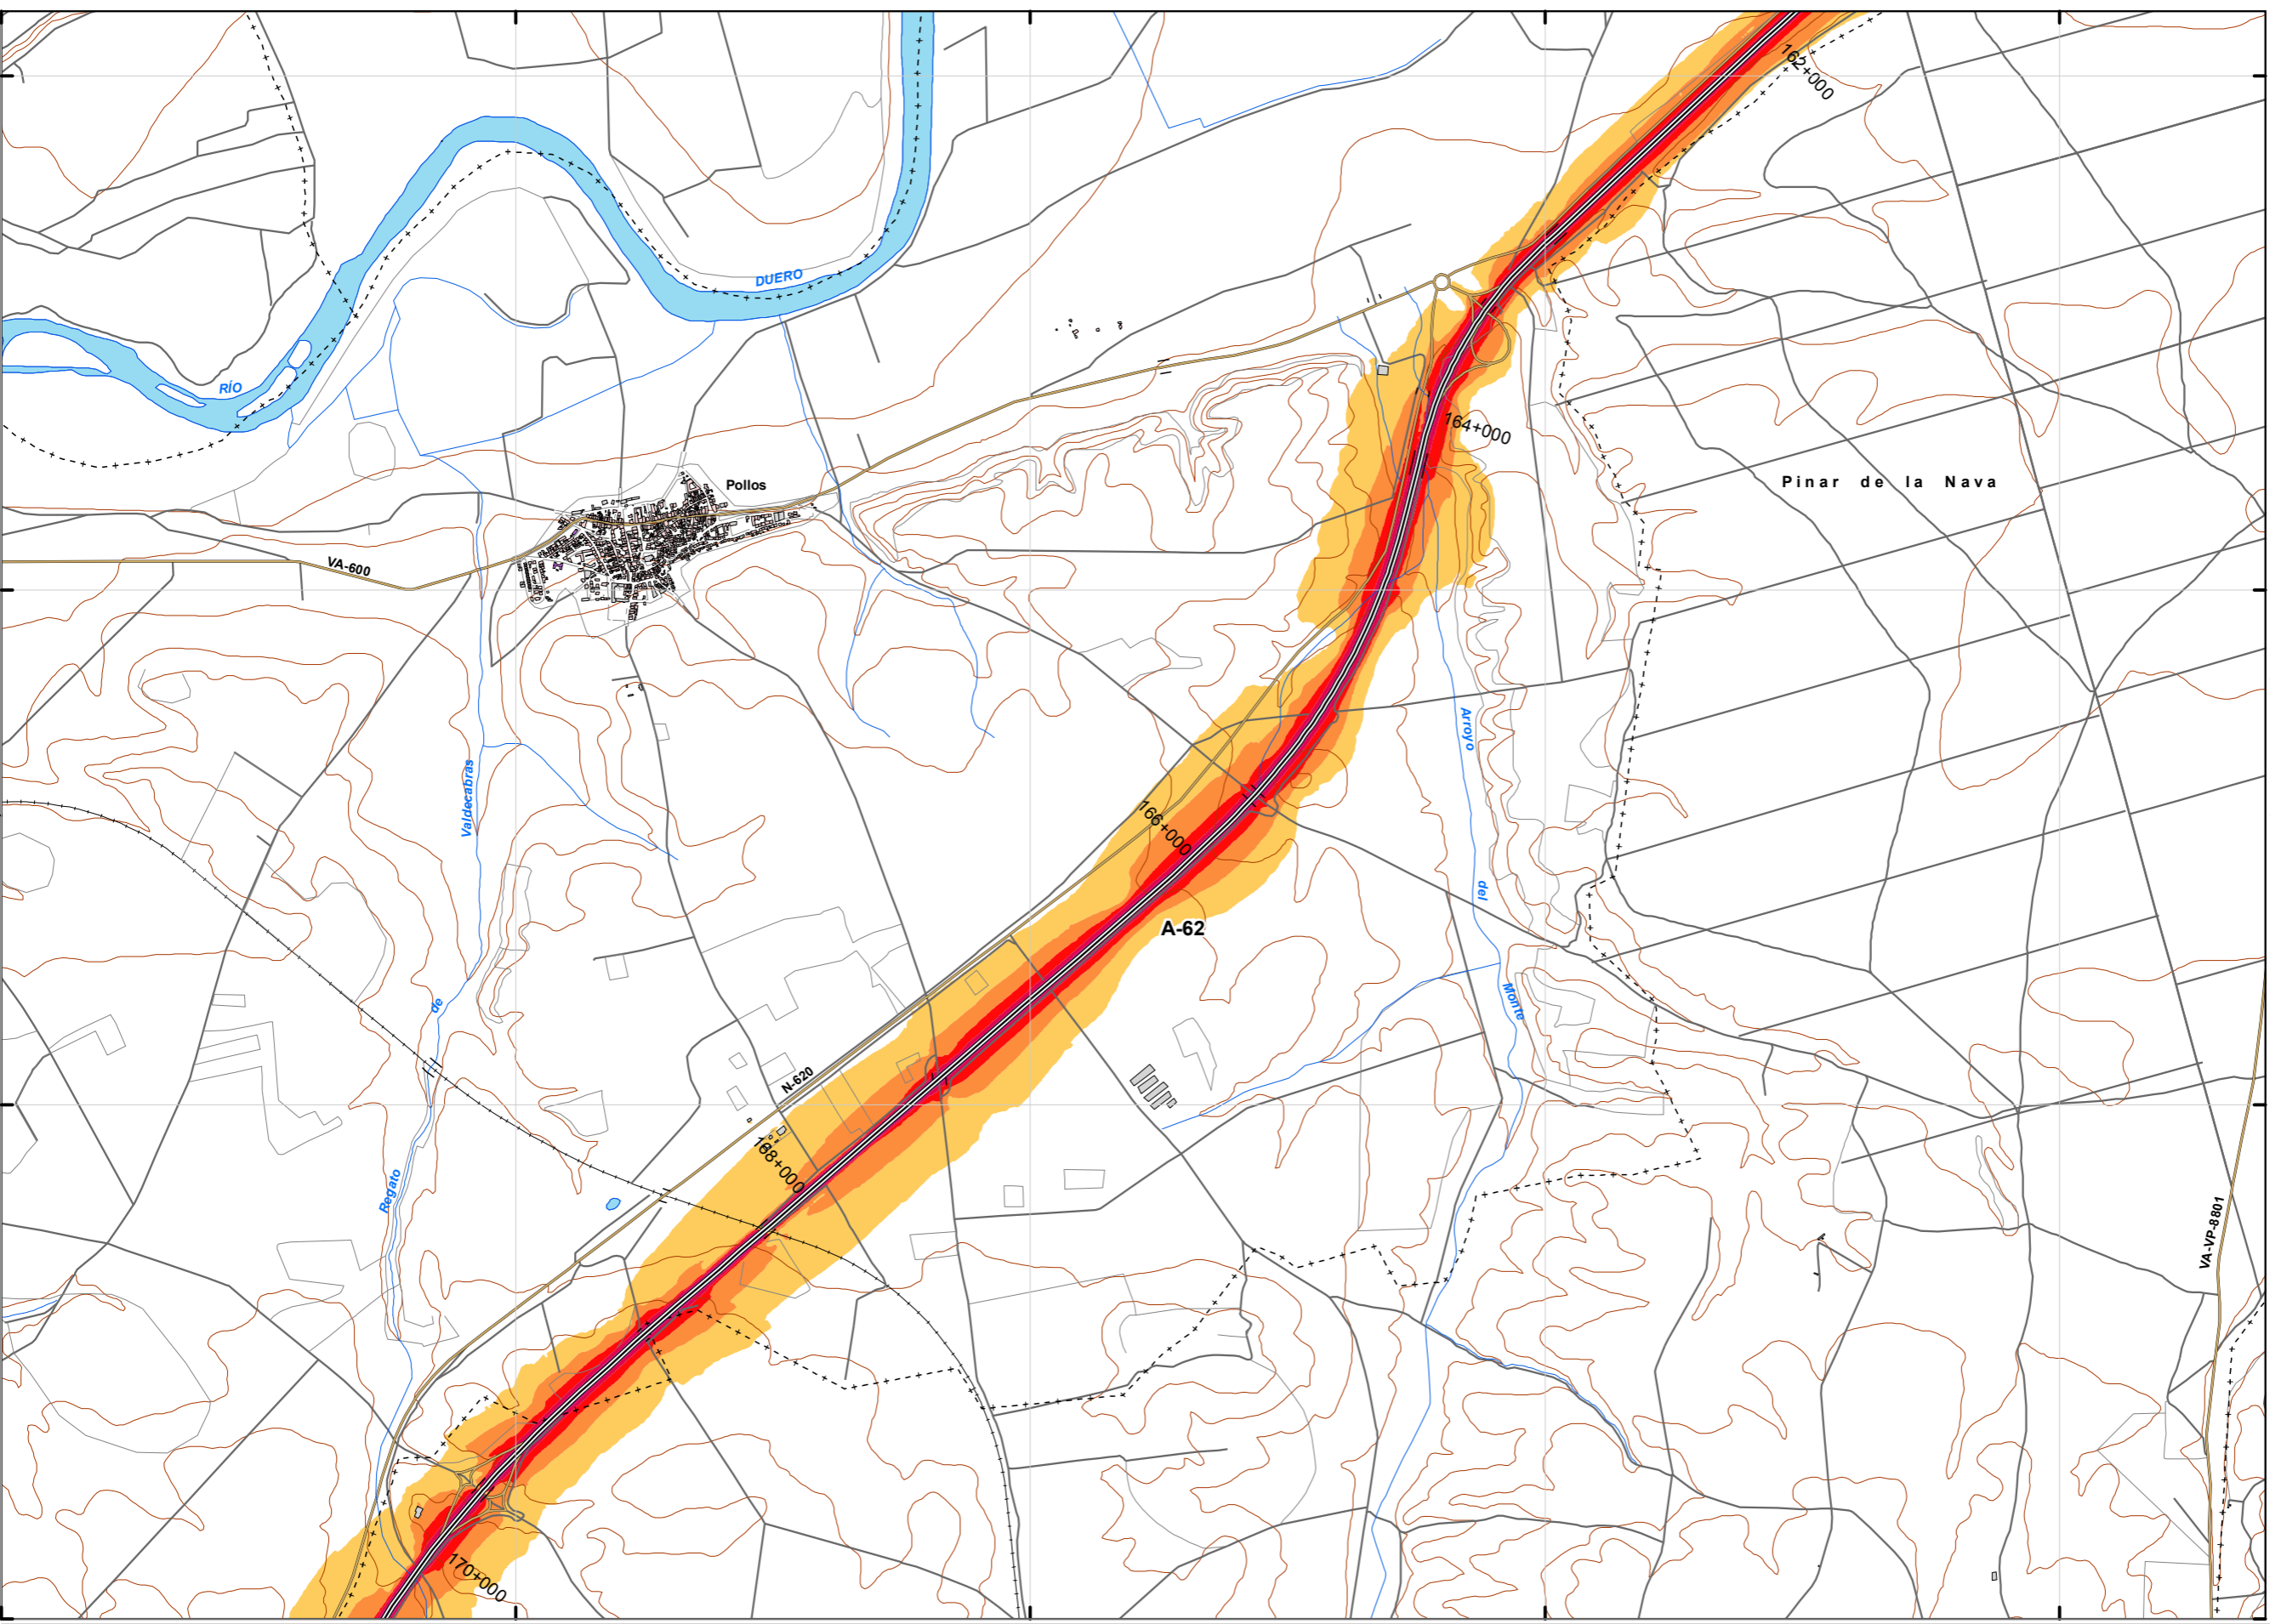 162+000
DUERO
RÍO
164+000
Pinar de la Nava
Pollos
VA-600
Arroyo
Valdecabras
166+000
del
A-62
Monte
de
N-620
168+000
Regato
VA-VP-8801
170+000